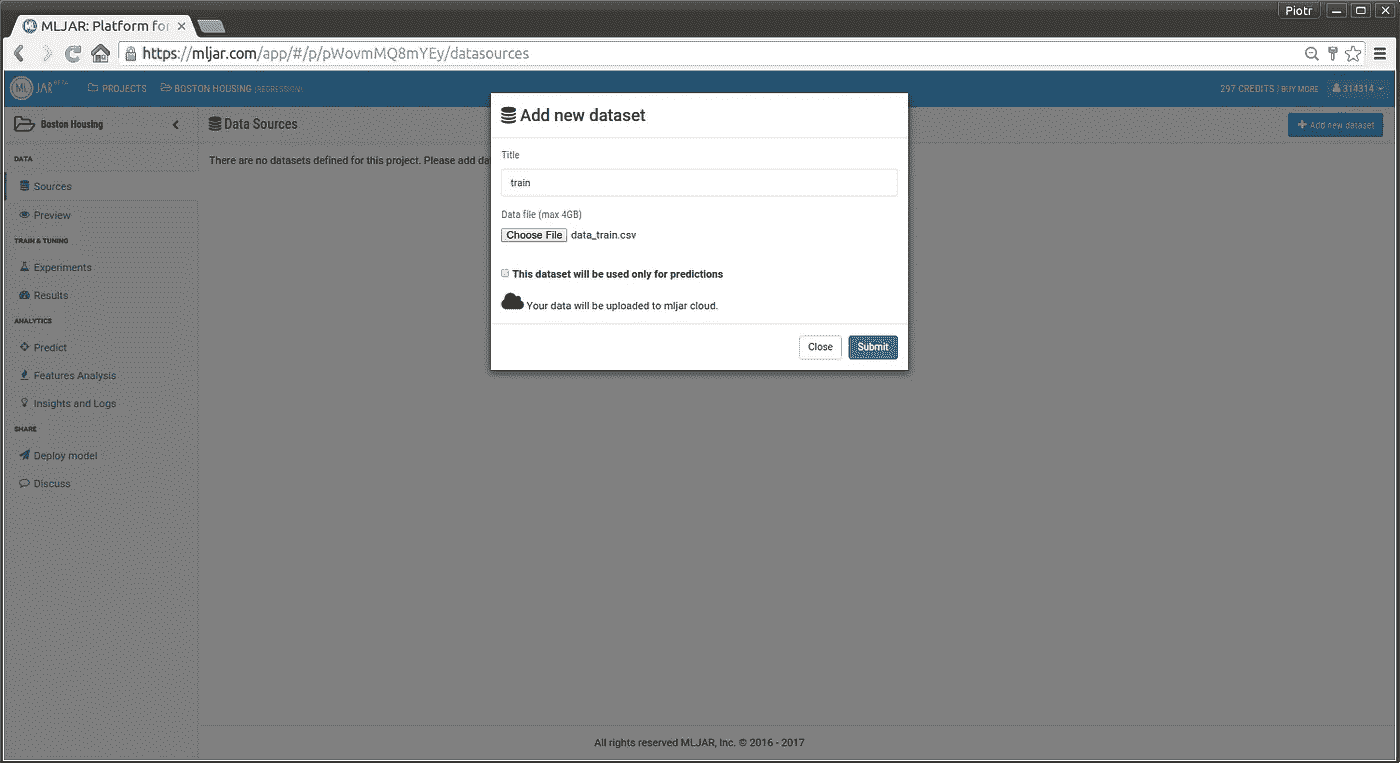 Piotr
MLJAR: Platform for
https://mljar.com/app/#/p/pWovmMQ8mYEy/datasources
ML JAR BETA PROJECTS BOSTON HOUSING (REGRESSION) 297 CREDITS | BUY MORE 314314
Boston Housing
Data Sources
Add new dataset
There are no datasets defined for this project. Please add da
DATA
Sources
Preview
TRAIN & TUNING
Experiments
Results
ANALYTICS
Predict
Features Analysis
Insights and Logs
SHARE
Deploy model
Discuss
Add new dataset
Title
train
Data file (max 4GB)
Choose File data_train.csv
This dataset will be used only for predictions
Your data will be uploaded to mljar cloud.
Close Submit
All rights reserved MLJAR, Inc. © 2016 - 2017